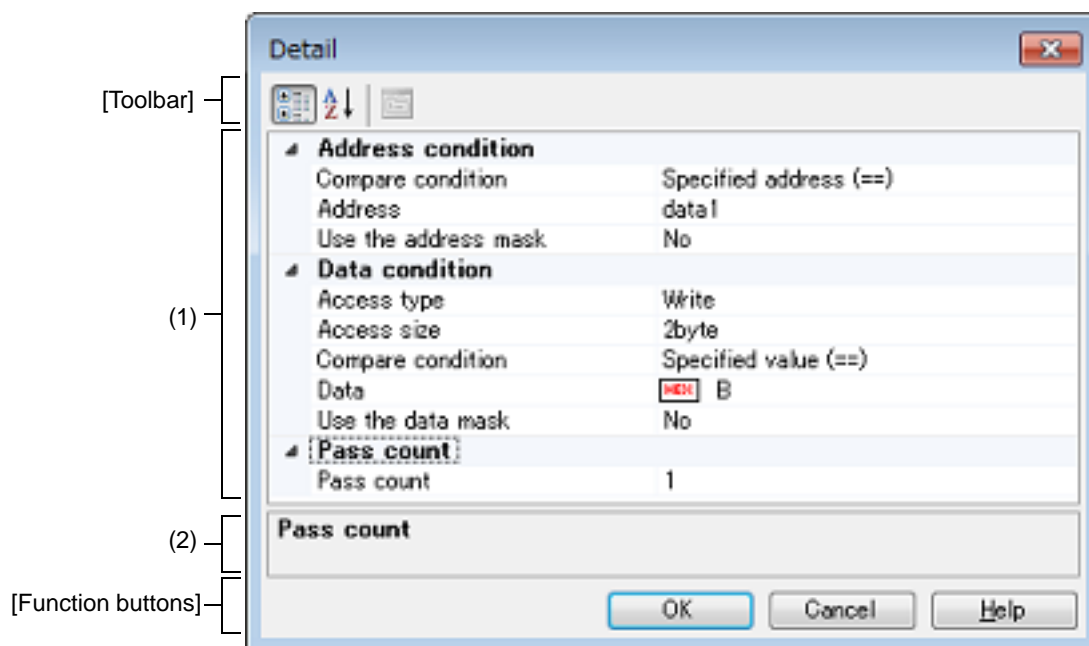 Detail
[Toolbar]
A
Z
(1)
Address condition
Compare condition Specified address (==)
Address data1
Use the address mask No
Data condition
Access type Write
Access size 2byte
Compare condition Specified value (==)
Data HEX B
Use the data mask No
Pass count
Pass count 1
(2)
Pass count
[Function buttons]
OK Cancel Help